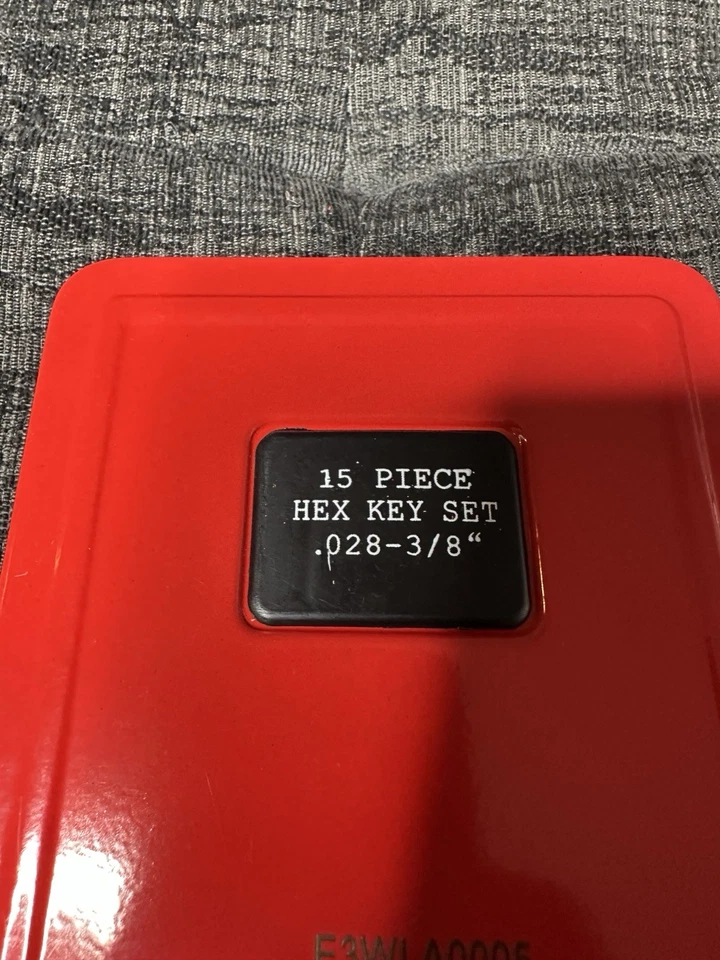 15 PIECE
HEX KEY SET
.028-3/8“